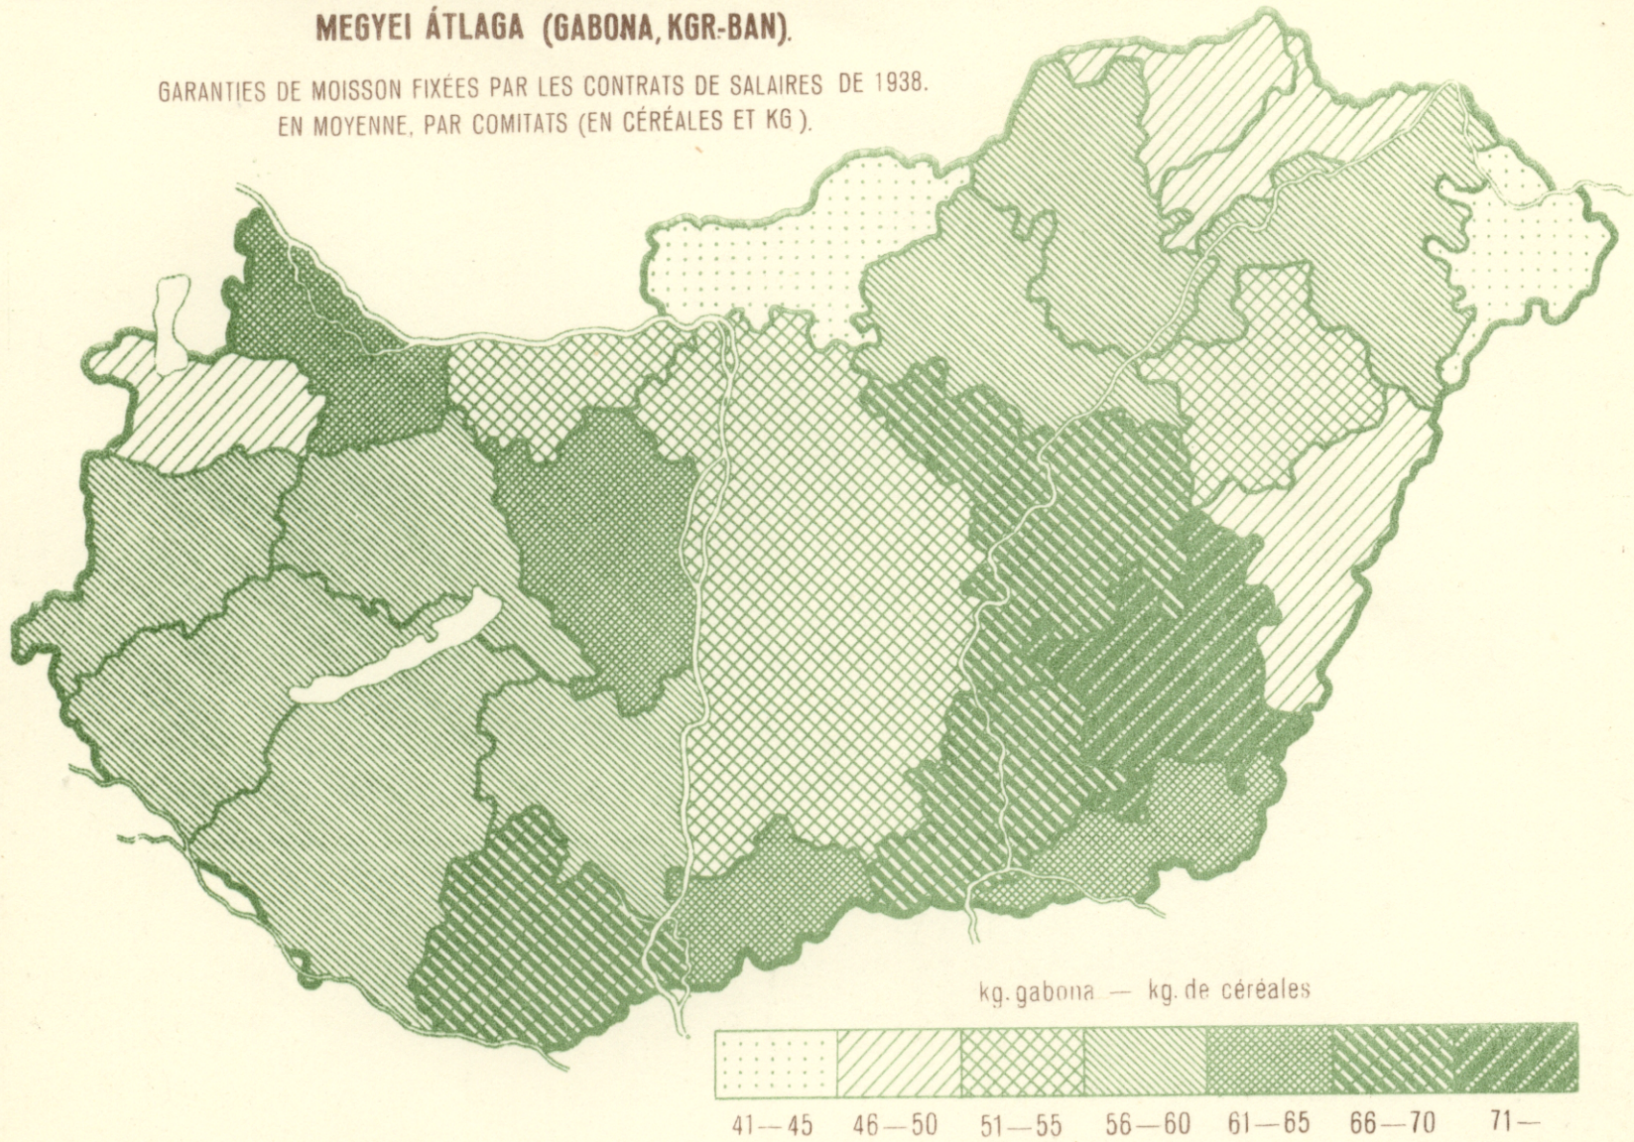 MEGYEI ÁTLAGA (GABONA, KGR.-BAN).
GARANTIES DE MOISSON FIXÉES PAR LES CONTRATS DE SALAIRES DE 1938.
EN MOYENNE, PAR COMITATS (EN CÉRÉALES ET KG).
kg. gabona — kg. de céréales
41—45 46—50 51—55 56—60 61—65 66—70 71—